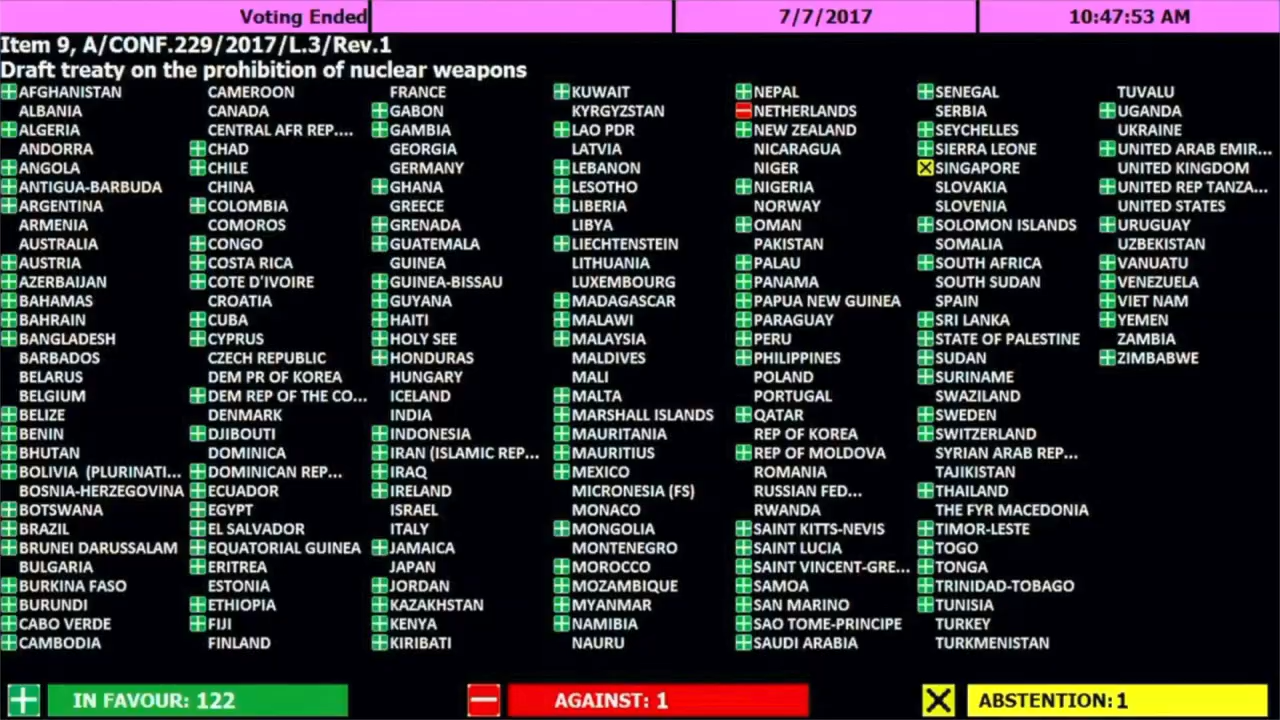 Voting Ended 7/7/2017 10:47:53 AM
Item 9, A/CONF.229/2017/L.3/Rev.1
Draft treaty on the prohibition of nuclear weapons
AFGHANISTAN
ALBANIA
ALGERIA
ANDORRA
ANGOLA
ANTIGUA-BARBUDA
ARGENTINA
ARMENIA
AUSTRALIA
AUSTRIA
AZERBAIJAN
BAHAMAS
BAHRAIN
BANGLADESH
BARBADOS
BELARUS
BELGIUM
BELIZE
BENIN
BHUTAN
BOLIVIA (PLURINATI...
BOSNIA-HERZEGOVINA
BOTSWANA
BRAZIL
BRUNEI DARUSSALAM
BULGARIA
BURKINA FASO
BURUNDI
CABO VERDE
CAMBODIA
CAMEROON
CANADA
CENTRAL AFR REP....
CHAD
CHILE
CHINA
COLOMBIA
COMOROS
CONGO
COSTA RICA
COTE D'IVOIRE
CROATIA
CUBA
CYPRUS
CZECH REPUBLIC
DEM PR OF KOREA
DEM REP OF THE CO...
DENMARK
DJIBOUTI
DOMINICA
DOMINICAN REP...
ECUADOR
EGYPT
EL SALVADOR
EQUATORIAL GUINEA
ERITREA
ESTONIA
ETHIOPIA
FIJI
FINLAND
FRANCE
GABON
GAMBIA
GEORGIA
GERMANY
GHANA
GREECE
GRENADA
GUATEMALA
GUINEA
GUINEA-BISSAU
GUYANA
HAITI
HOLY SEE
HONDURAS
HUNGARY
ICELAND
INDIA
INDONESIA
IRAN (ISLAMIC REP...
IRAQ
IRELAND
ISRAEL
ITALY
JAMAICA
JAPAN
JORDAN
KAZAKHSTAN
KENYA
KIRIBATI
KUWAIT
KYRGYZSTAN
LAO PDR
LATVIA
LEBANON
LESOTHO
LIBERIA
LIBYA
LIECHTENSTEIN
LITHUANIA
LUXEMBOURG
MADAGASCAR
MALAWI
MALAYSIA
MALDIVES
MALI
MALTA
MARSHALL ISLANDS
MAURITANIA
MAURITIUS
MEXICO
MICRONESIA (FS)
MONACO
MONGOLIA
MONTENEGRO
MOROCCO
MOZAMBIQUE
MYANMAR
NAMIBIA
NAURU
NEPAL
NETHERLANDS
NEW ZEALAND
NICARAGUA
NIGER
NIGERIA
NORWAY
OMAN
PAKISTAN
PALAU
PANAMA
PAPUA NEW GUINEA
PARAGUAY
PERU
PHILIPPINES
POLAND
PORTUGAL
QATAR
REP OF KOREA
REP OF MOLDOVA
ROMANIA
RUSSIAN FED...
RWANDA
SAINT KITTS-NEVIS
SAINT LUCIA
SAINT VINCENT-GRE...
SAMOA
SAN MARINO
SAO TOME-PRINCIPE
SAUDI ARABIA
SENEGAL
SERBIA
SEYCHELLES
SIERRA LEONE
SINGAPORE
SLOVAKIA
SLOVENIA
SOLOMON ISLANDS
SOMALIA
SOUTH AFRICA
SOUTH SUDAN
SPAIN
SRI LANKA
STATE OF PALESTINE
SUDAN
SURINAME
SWAZILAND
SWEDEN
SWITZERLAND
SYRIAN ARAB REP...
TAJIKISTAN
THAILAND
THE FYR MACEDONIA
TIMOR-LESTE
TOGO
TONGA
TRINIDAD-TOBAGO
TUNISIA
TURKEY
TURKMENISTAN
TUVALU
UGANDA
UKRAINE
UNITED ARAB EMIR...
UNITED KINGDOM
UNITED REP TANZA...
UNITED STATES
URUGUAY
UZBEKISTAN
VANUATU
VENEZUELA
VIET NAM
YEMEN
ZAMBIA
ZIMBABWE
IN FAVOUR: 122 AGAINST: 1 ABSTENTION: 1